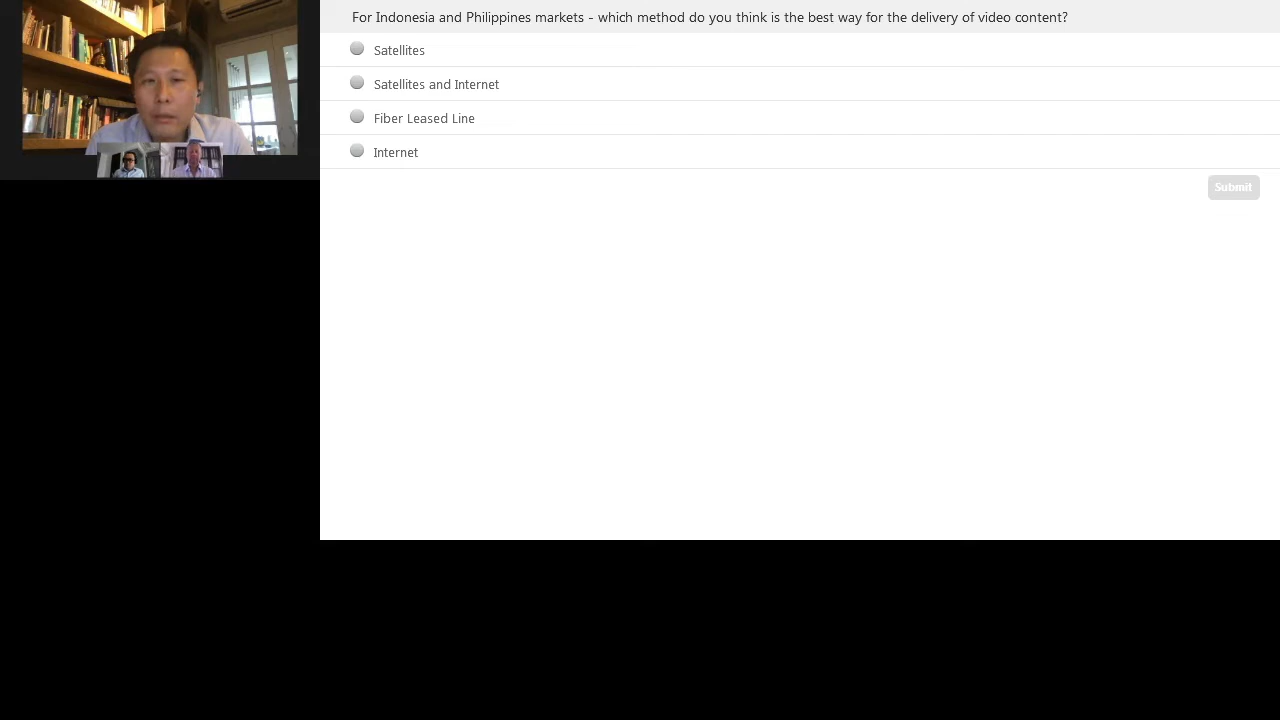 For Indonesia and Philippines markets - which method do you think is the best way for the delivery of video content?
Satellites
Satellites and Internet
Fiber Leased Line
Internet
Submit